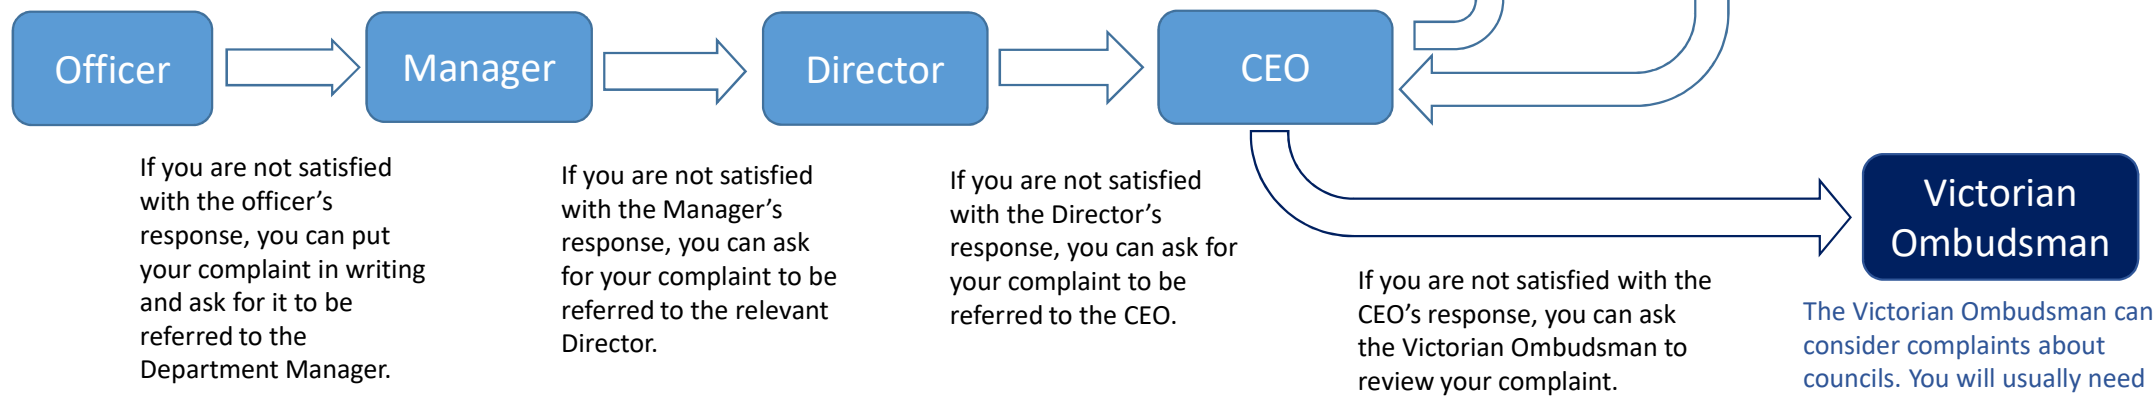 Officer
Manager
Director
CEO
If you are not satisfied
with the officer’s
response, you can put
your complaint in writing
and ask for it to be
referred to the
Department Manager.
If you are not satisfied
with the Manager’s
response, you can ask
for your complaint to be
referred to the relevant
Director.
If you are not satisfied
with the Director’s
response, you can ask for
your complaint to be
referred to the CEO.
If you are not satisfied with the
CEO’s response, you can ask
the Victorian Ombudsman to
review your complaint.
Victorian
Ombudsman
The Victorian Ombudsman can
consider complaints about
councils. You will usually need